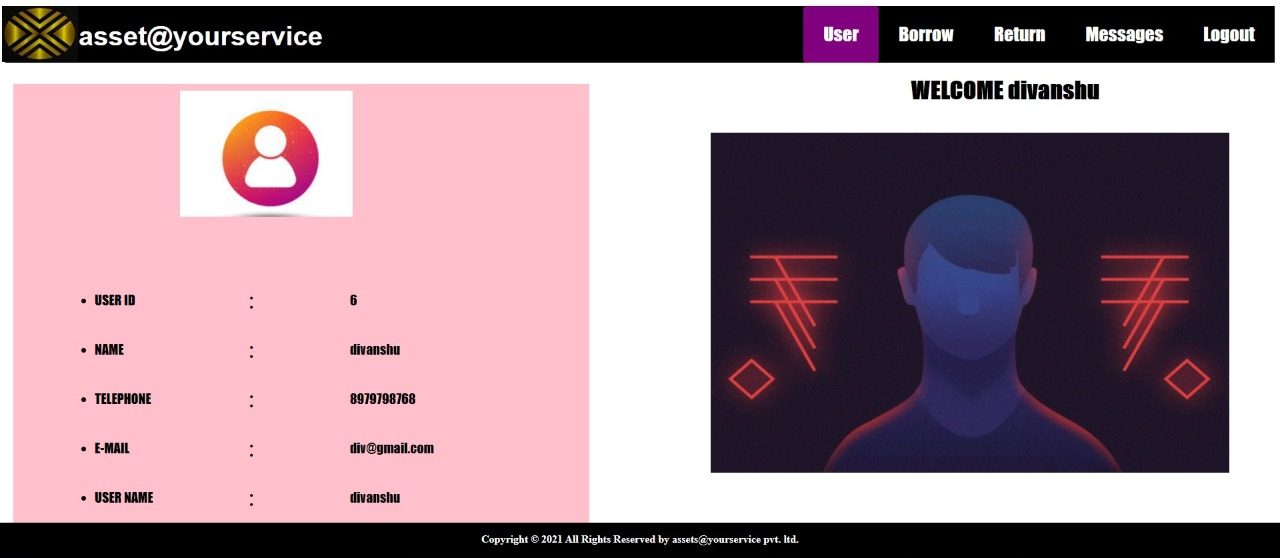 asset@yourservice
User Borrow Return Messages Logout
WELCOME divanshu
• USER ID : 6
• NAME : divanshu
• TELEPHONE : 8979798768
• E-MAIL : div@gmail.com
• USER NAME : divanshu
Copyright © 2021 All Rights Reserved by assets@yourservice pvt. ltd.